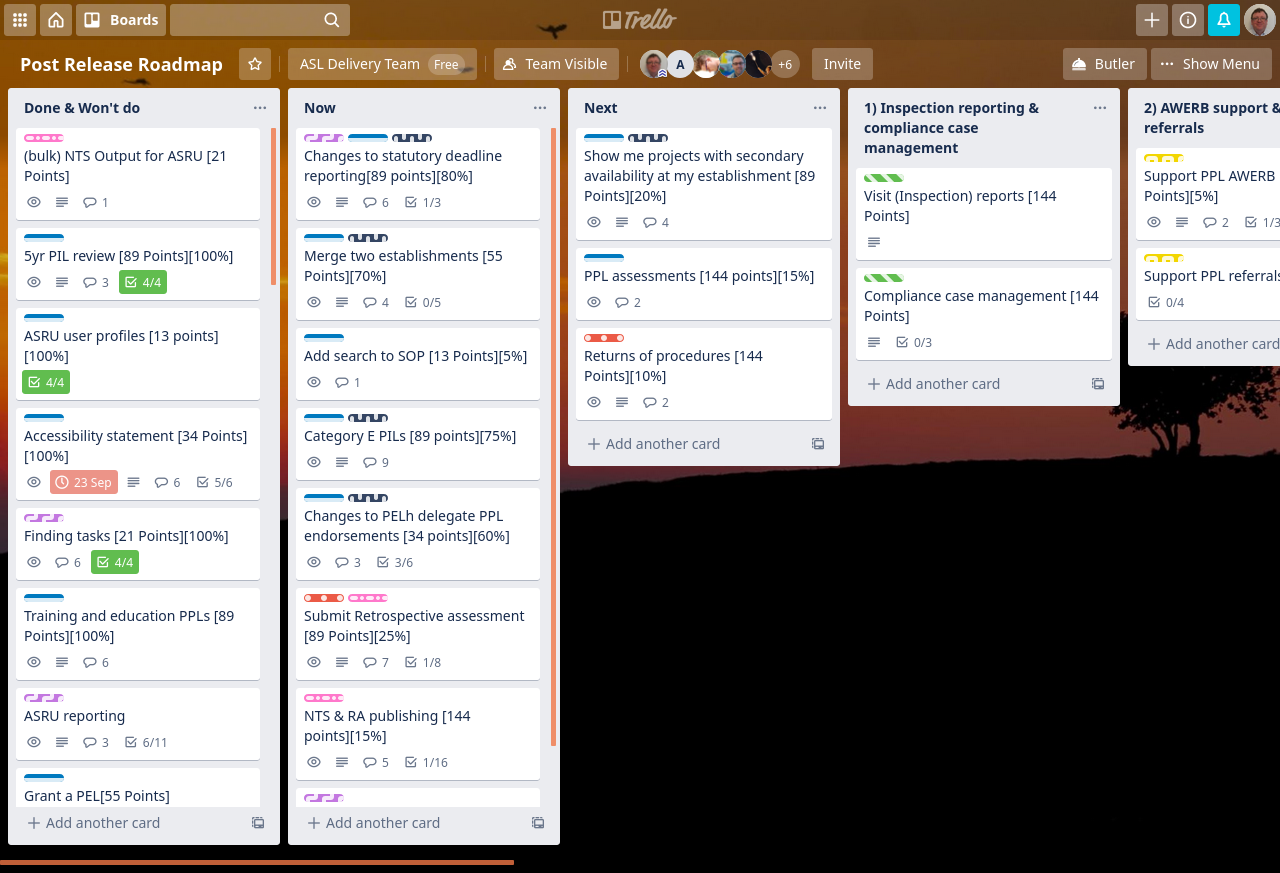 Boards
Trello
Post Release Roadmap
ASL Delivery Team Free
Team Visible
A
+6
Invite
Butler
Show Menu
Done & Won't do
(bulk) NTS Output for ASRU [21
Points]
1
5yr PIL review [89 Points][100%]
3 4/4
ASRU user profiles [13 points]
[100%]
4/4
Accessibility statement [34 Points]
[100%]
23 Sep 6 5/6
Finding tasks [21 Points][100%]
6 4/4
Training and education PPLs [89
Points][100%]
6
ASRU reporting
3 6/11
Grant a PEL[55 Points]
Add another card
Now
Changes to statutory deadline
reporting[89 points][80%]
6 1/3
Merge two establishments [55
Points][70%]
4 0/5
Add search to SOP [13 Points][5%]
1
Category E PILs [89 points][75%]
9
Changes to PELh delegate PPL
endorsements [34 points][60%]
3 3/6
Submit Retrospective assessment
[89 Points][25%]
7 1/8
NTS & RA publishing [144
points][15%]
5 1/16
Add another card
Next
Show me projects with secondary
availability at my establishment [89
Points][20%]
4
PPL assessments [144 points][15%]
2
Returns of procedures [144
Points][10%]
2
Add another card
1) Inspection reporting &
compliance case
management
Visit (Inspection) reports [144
Points]
Compliance case management [144
Points]
0/3
Add another card
2) AWERB support &
referrals
Support PPL AWERB
Points][5%]
2 1/3
Support PPL referrals
0/4
Add another card